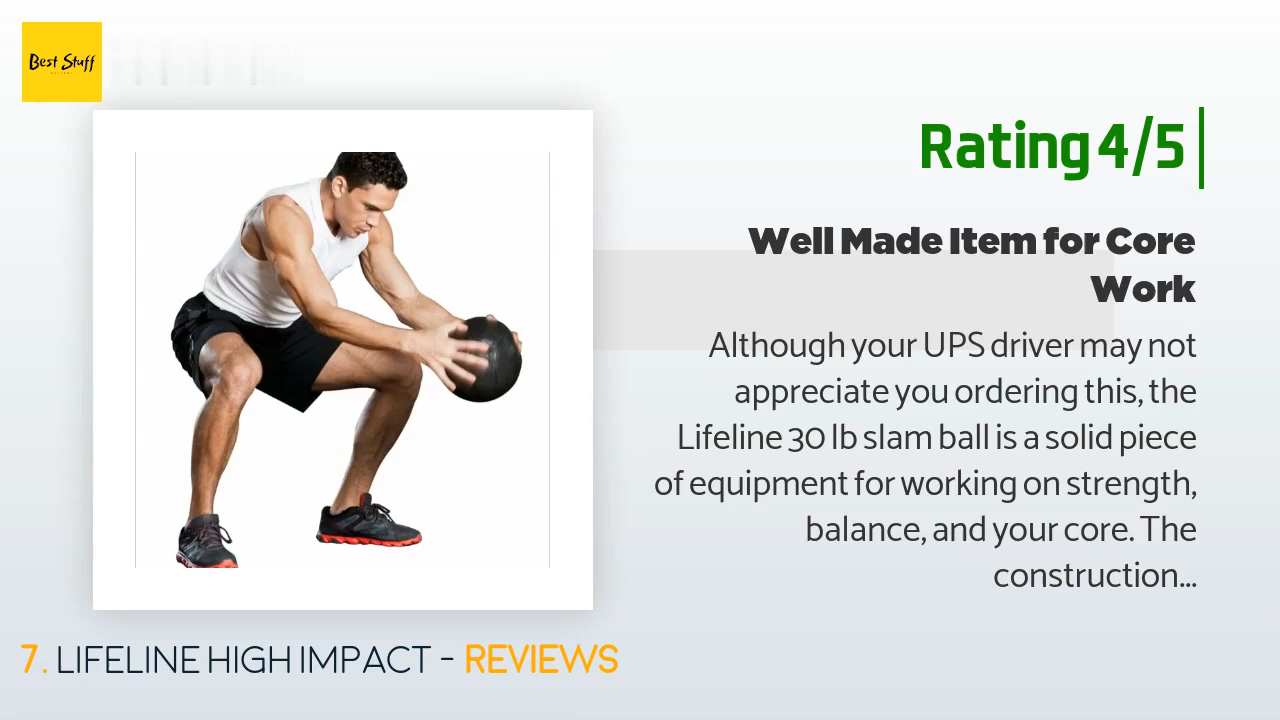 Best Stuff
Rating 4/5
Well Made Item for Core
Work
Although your UPS driver may not
appreciate you ordering this, the
Lifeline 30 lb slam ball is a solid piece
of equipment for working on strength,
balance, and your core. The
construction...
7. LIFELINE HIGH IMPACT - REVIEWS